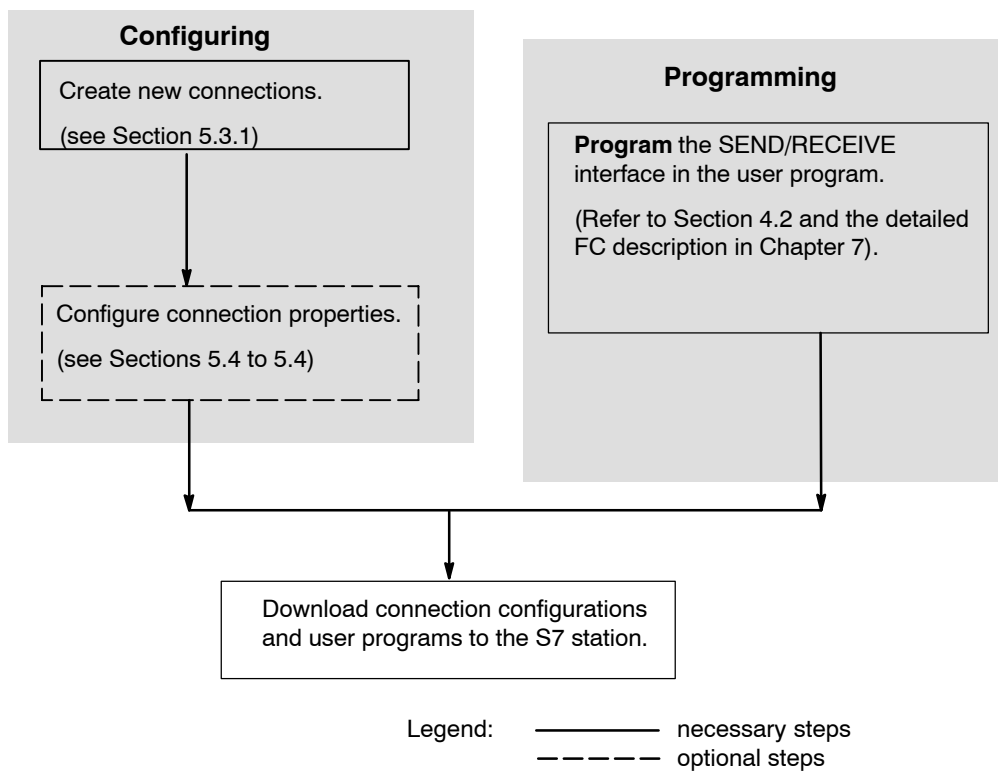 Configuring
Create new connections.
(see Section 5.3.1)
Configure connection properties.
(see Sections 5.4 to 5.4)
Programming
Program the SEND/RECEIVE
interface in the user program.
(Refer to Section 4.2 and the detailed
FC description in Chapter 7).
Download connection configurations
and user programs to the S7 station.
Legend:
necessary steps
optional steps